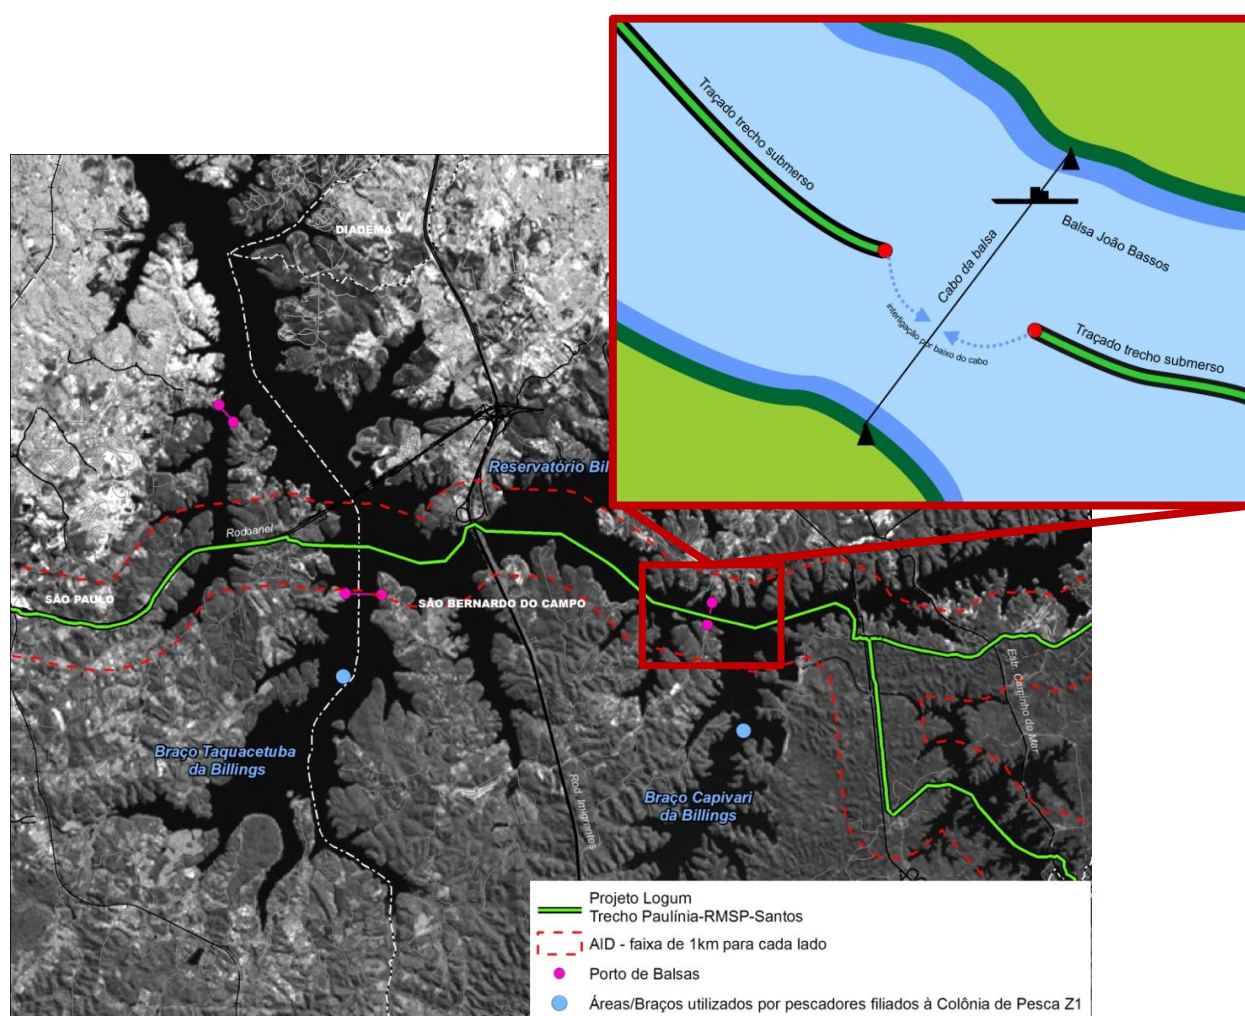 Traçado trecho submerso
Cabo da balsa
Balsa João Bassos
interligação por baixo do cabo
Traçado trecho submerso
DIADEMA
Reservatório Bil
Rodoanel
SÃO PAULO
SÃO BERNARDO DO CAMPO
Braço Taquacetuba
da Billings
Rod. Imigrantes
Braço Capivari
da Billings
Estr. Caminho do Mar
Projeto Logum
Trecho Paulínia-RMSP-Santos
AID - faixa de 1km para cada lado
Porto de Balsas
Áreas/Braços utilizados por pescadores filiados à Colônia de Pesca Z1